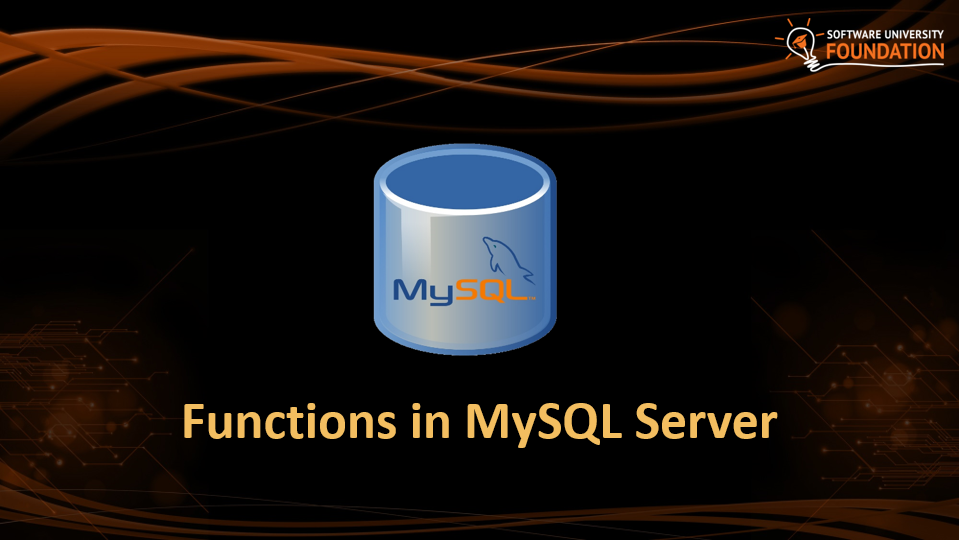 SOFTWARE UNIVERSITY
FOUNDATION
MySQL
Functions in MySQL Server